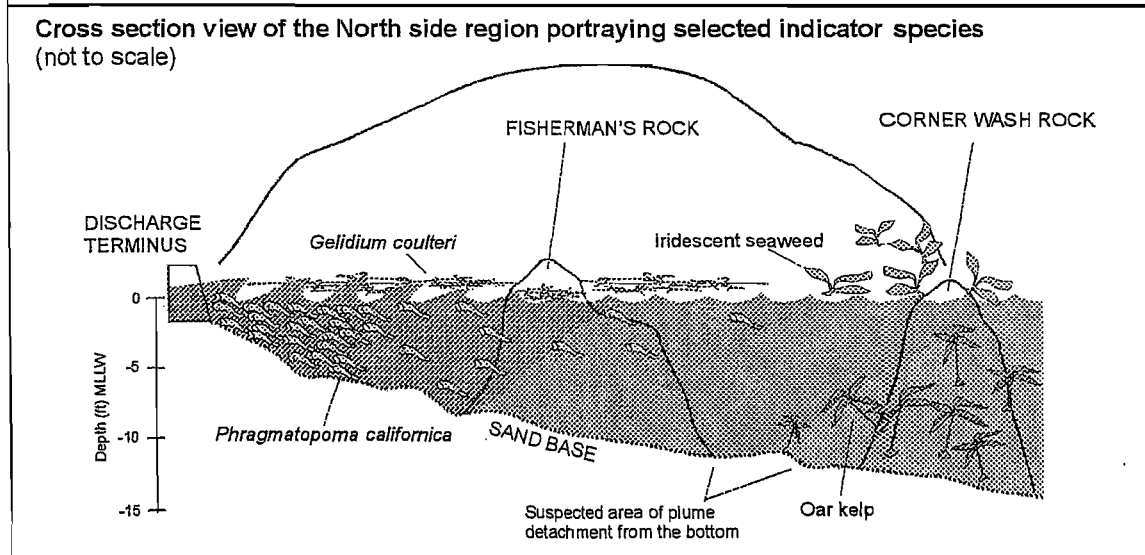 Cross section view of the North side region portraying selected indicator species
(not to scale)
FISHERMAN'S ROCK
CORNER WASH ROCK
DISCHARGE
TERMINUS
Gelidium coulteri
Iridescent seaweed
0
-5
-10
-15
Depth (ft) MLLW
Phragmatopoma californica
SAND BASE
Suspected area of plume
detachment from the bottom
Oar kelp